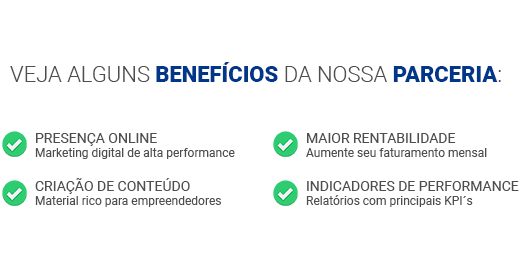 VEJA ALGUNS BENEFÍCIOS DA NOSSA PARCERIA:
PRESENÇA ONLINE
Marketing digital de alta performance
CRIAÇÃO DE CONTEÚDO
Material rico para empreendedores
MAIOR RENTABILIDADE
Aumente seu faturamento mensal
INDICADORES DE PERFORMANCE
Relatórios com principais KPI´s